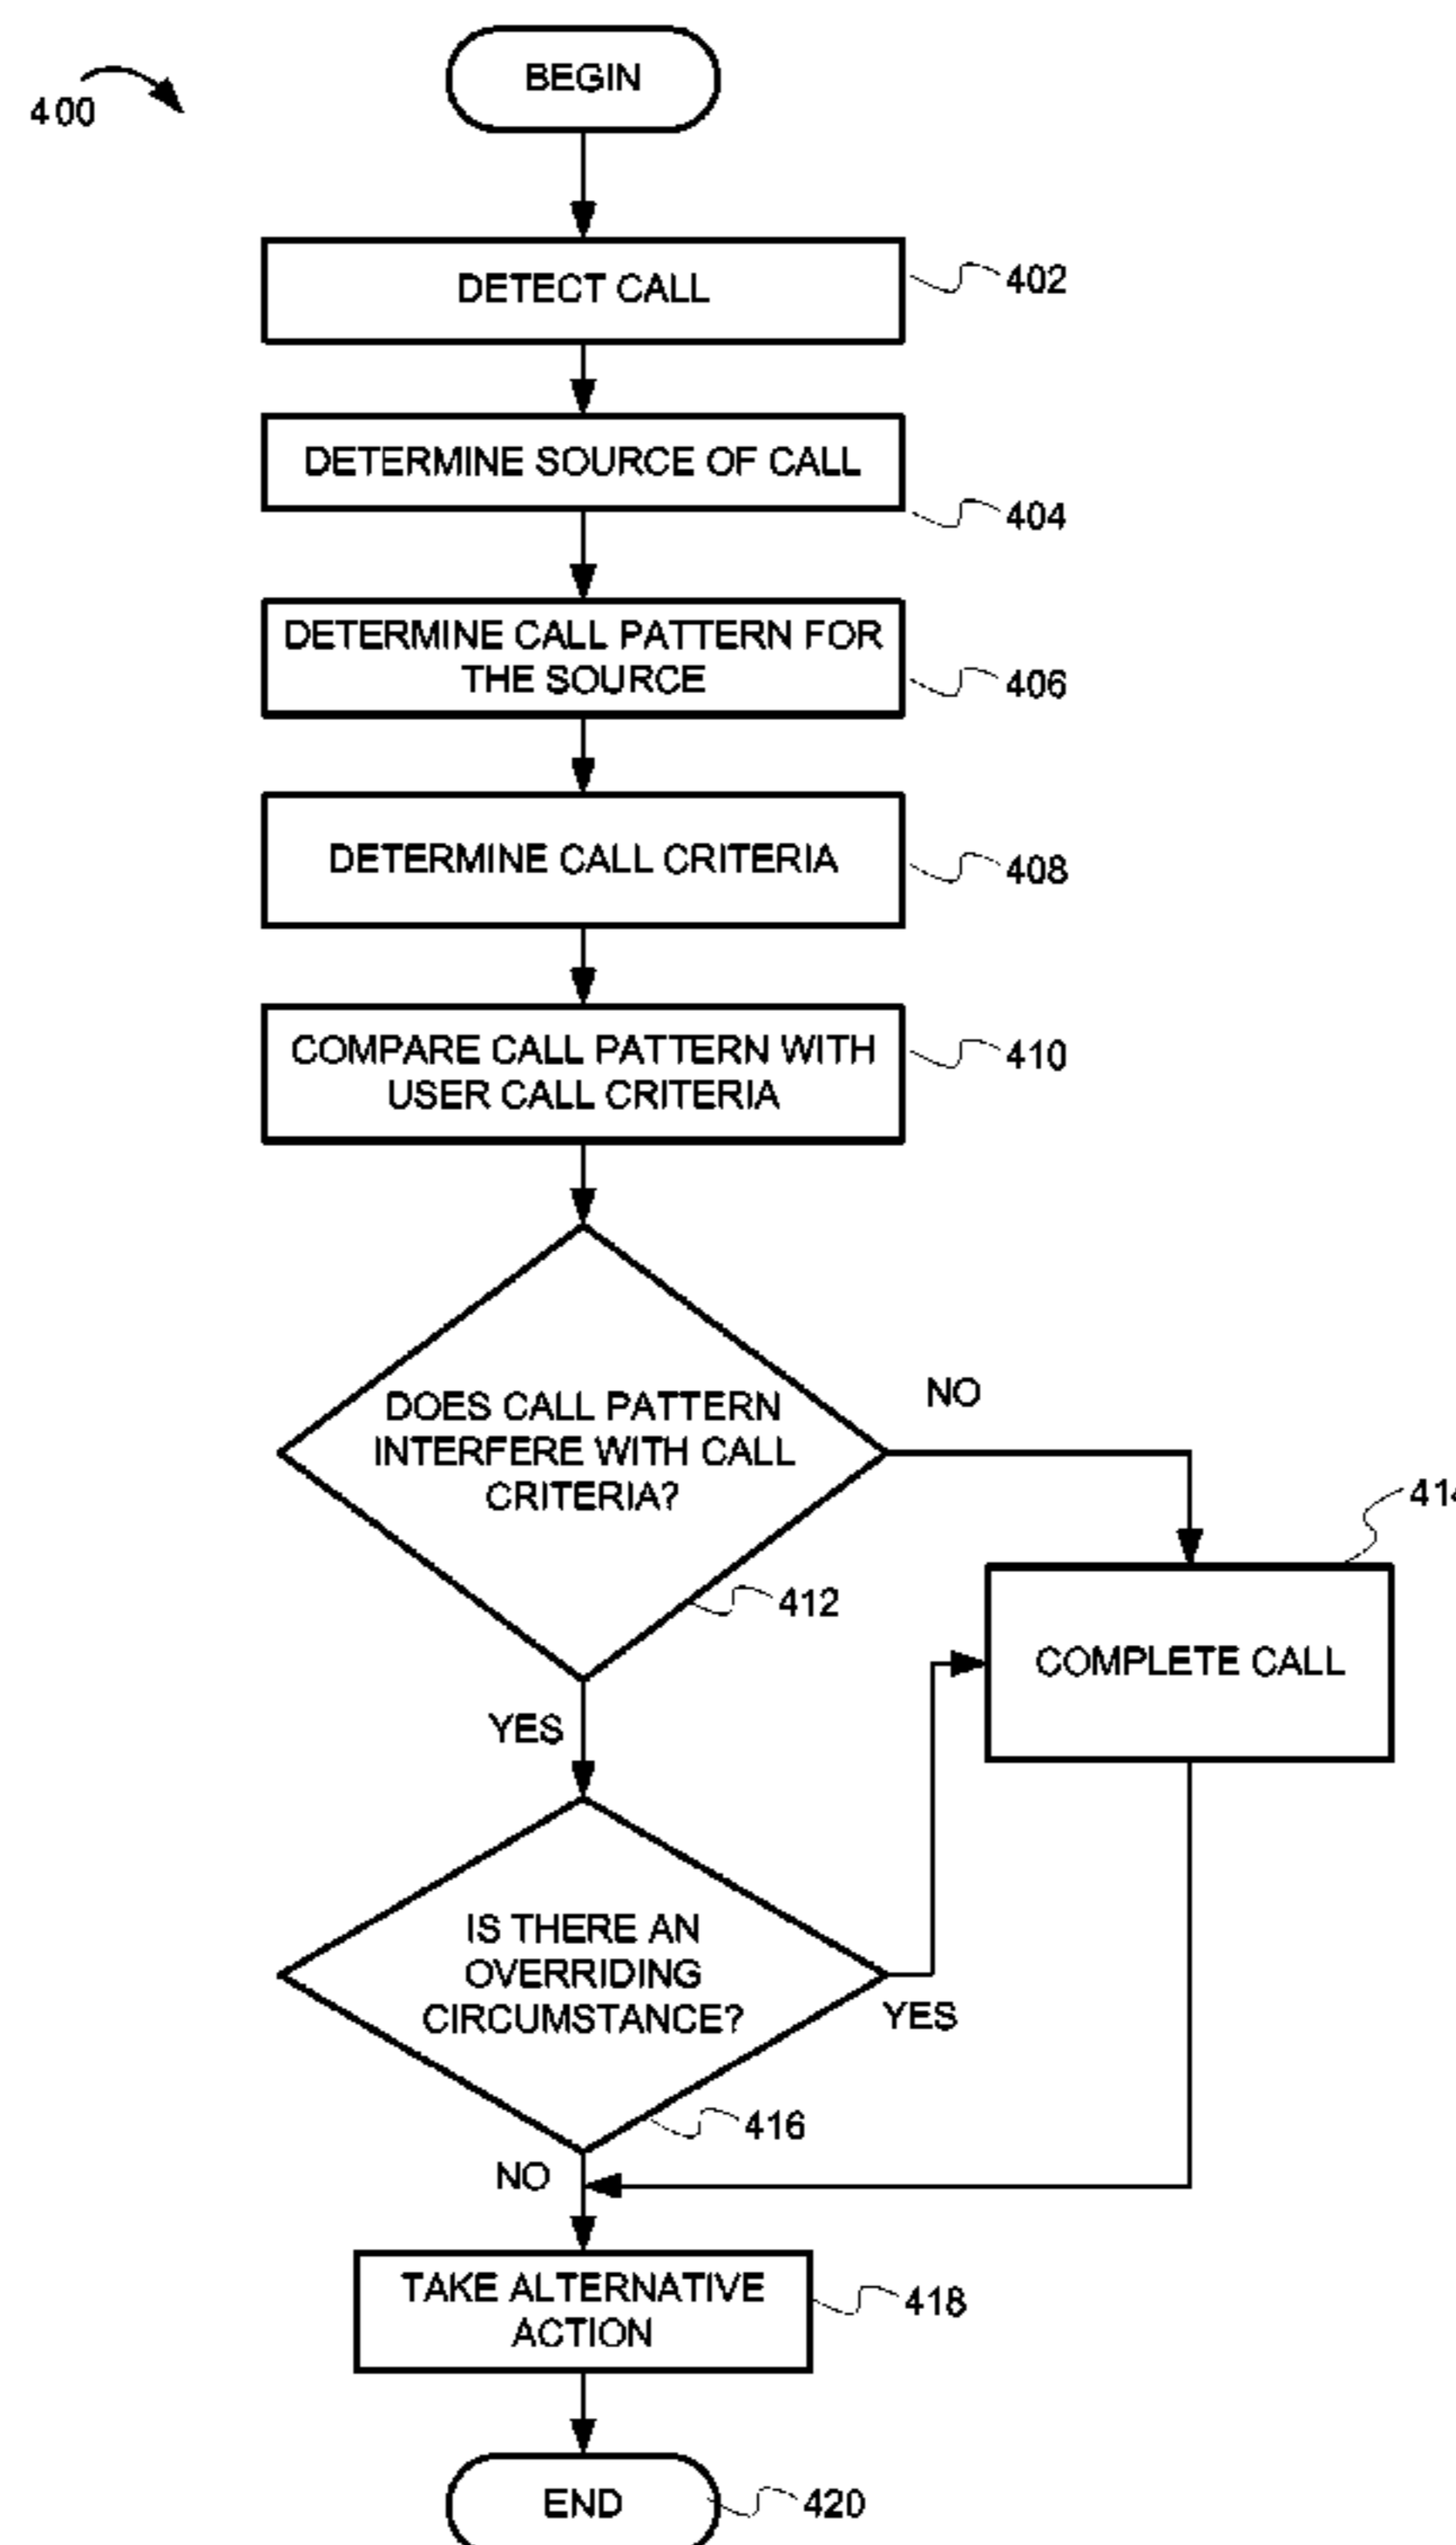 400
BEGIN
DETECT CALL
402
DETERMINE SOURCE OF CALL
404
DETERMINE CALL PATTERN FOR
THE SOURCE
406
DETERMINE CALL CRITERIA
408
COMPARE CALL PATTERN WITH
USER CALL CRITERIA
410
DOES CALL PATTERN
INTERFERE WITH CALL
CRITERIA?
NO
412
414
COMPLETE CALL
YES
IS THERE AN
OVERRIDING
CIRCUMSTANCE?
YES
416
NO
TAKE ALTERNATIVE
ACTION
418
END
420